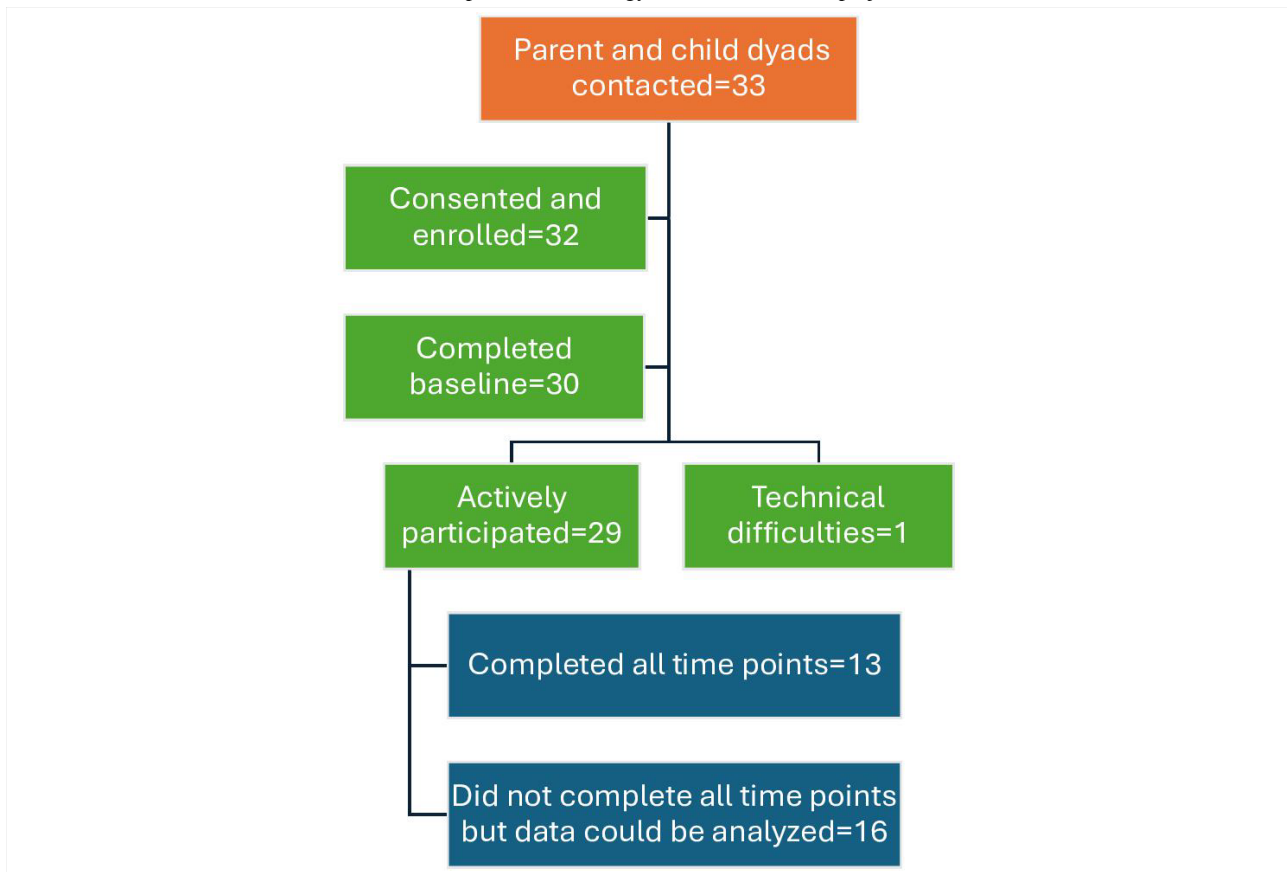 Parent and child dyads
contacted=33
Consented and
enrolled=32
Completed
baseline=30
Actively
participated=29
Technical
difficulties=1
Completed all time points=13
Did not complete all time points
but data could be analyzed=16